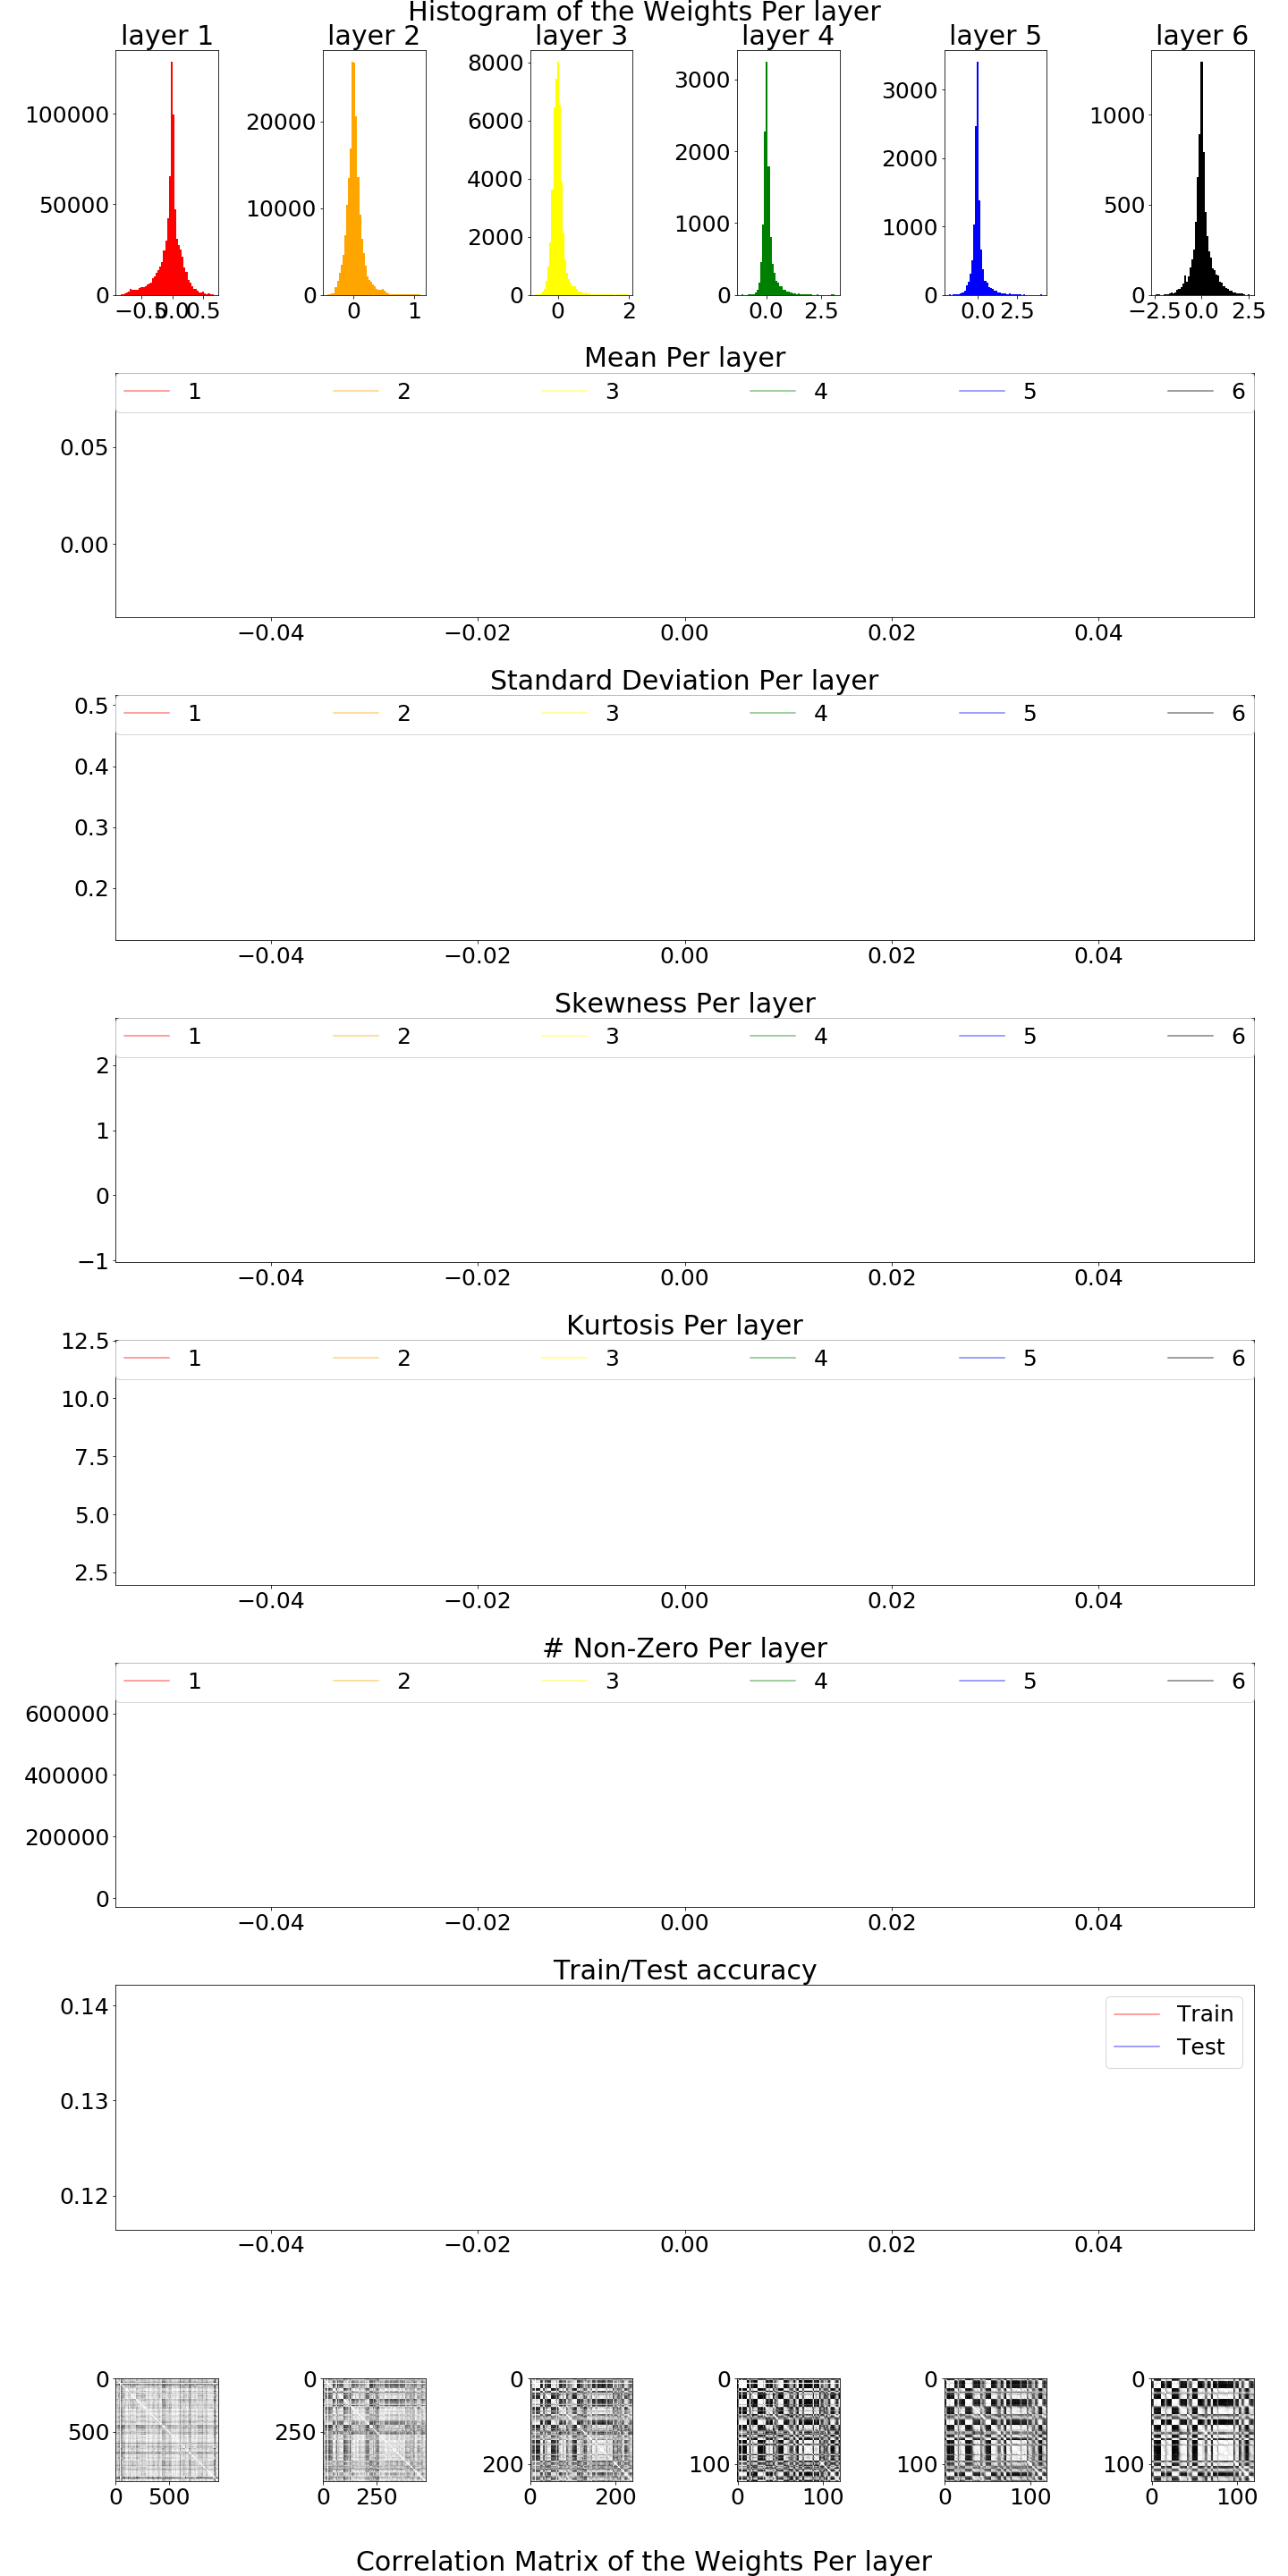 Histogram of the Weights Per layer
layer 1 layer 2 layer 3 layer 4 layer 5 layer 6
100000 50000 0
20000 10000 0
8000 6000 4000 2000 0
3000 2000 1000 0
3000 2000 1000 0
1000 500 0
−0.5 0.0 0.5 0 1 0 2 0.0 2.5 0.0 2.5 −2.5 0.0 2.5
Mean Per layer
1 2 3 4 5 6
0.05
0.00
−0.04 −0.02 0.00 0.02 0.04
Standard Deviation Per layer
0.5
1 2 3 4 5 6
0.4
0.3
0.2
−0.04 −0.02 0.00 0.02 0.04
Skewness Per layer
1 2 3 4 5 6
2
1
0
−1
−0.04 −0.02 0.00 0.02 0.04
Kurtosis Per layer
12.5
1 2 3 4 5 6
10.0
7.5
5.0
2.5
−0.04 −0.02 0.00 0.02 0.04
# Non-Zero Per layer
1 2 3 4 5 6
600000
400000
200000
0
−0.04 −0.02 0.00 0.02 0.04
Train/Test accuracy
0.14
Train
Test
0.13
0.12
−0.04 −0.02 0.00 0.02 0.04
0 0 0 0 0 0
500 250 200 100 100 100
0 500 0 250 0 200 0 100 0 100 0 100
Correlation Matrix of the Weights Per layer